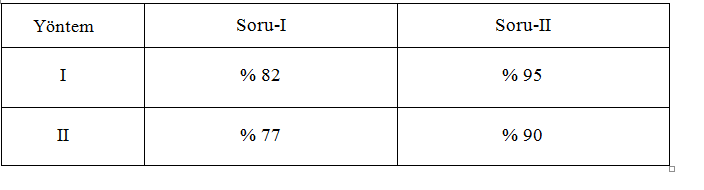 Yöntem Soru-I Soru-II
I % 82 % 95
II % 77 % 90